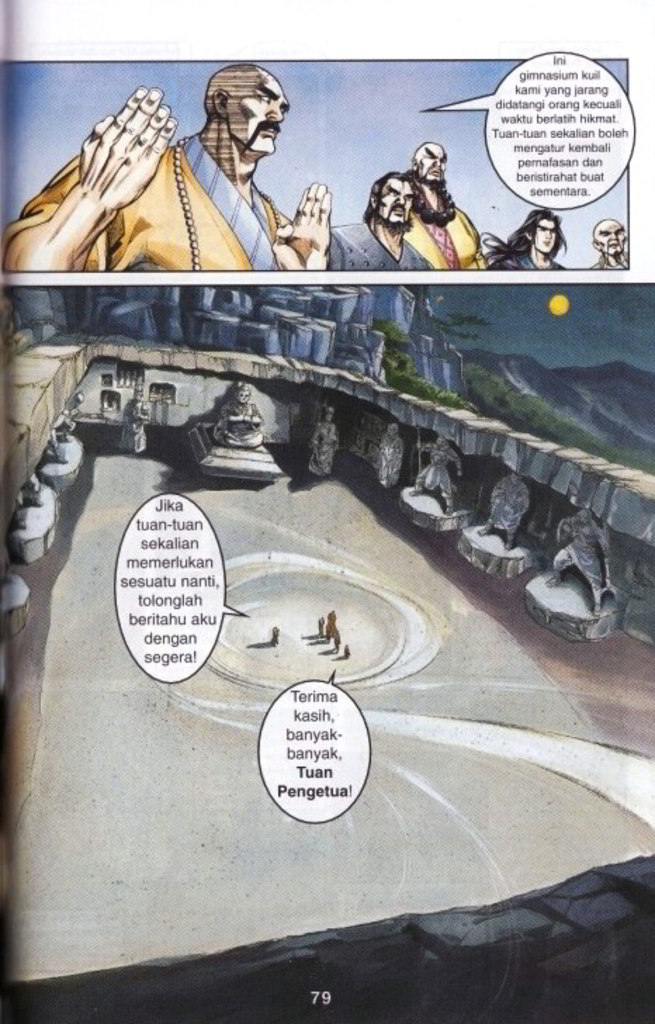 Ini
gimnasium kuil
kami yang jarang
didatangi orang kecuali
waktu berlatih hikmat.
Tuan-tuan sekalian boleh
mengatur kembali
pernafasan dan
beristirahat buat
sementara.
Jika
tuan-tuan
sekalian
memerlukan
sesuatu nanti,
tolonglah
beritahu aku
dengan
segera!
Terima
kasih,
banyak-
banyak,
Tuan
Pengetua!
79